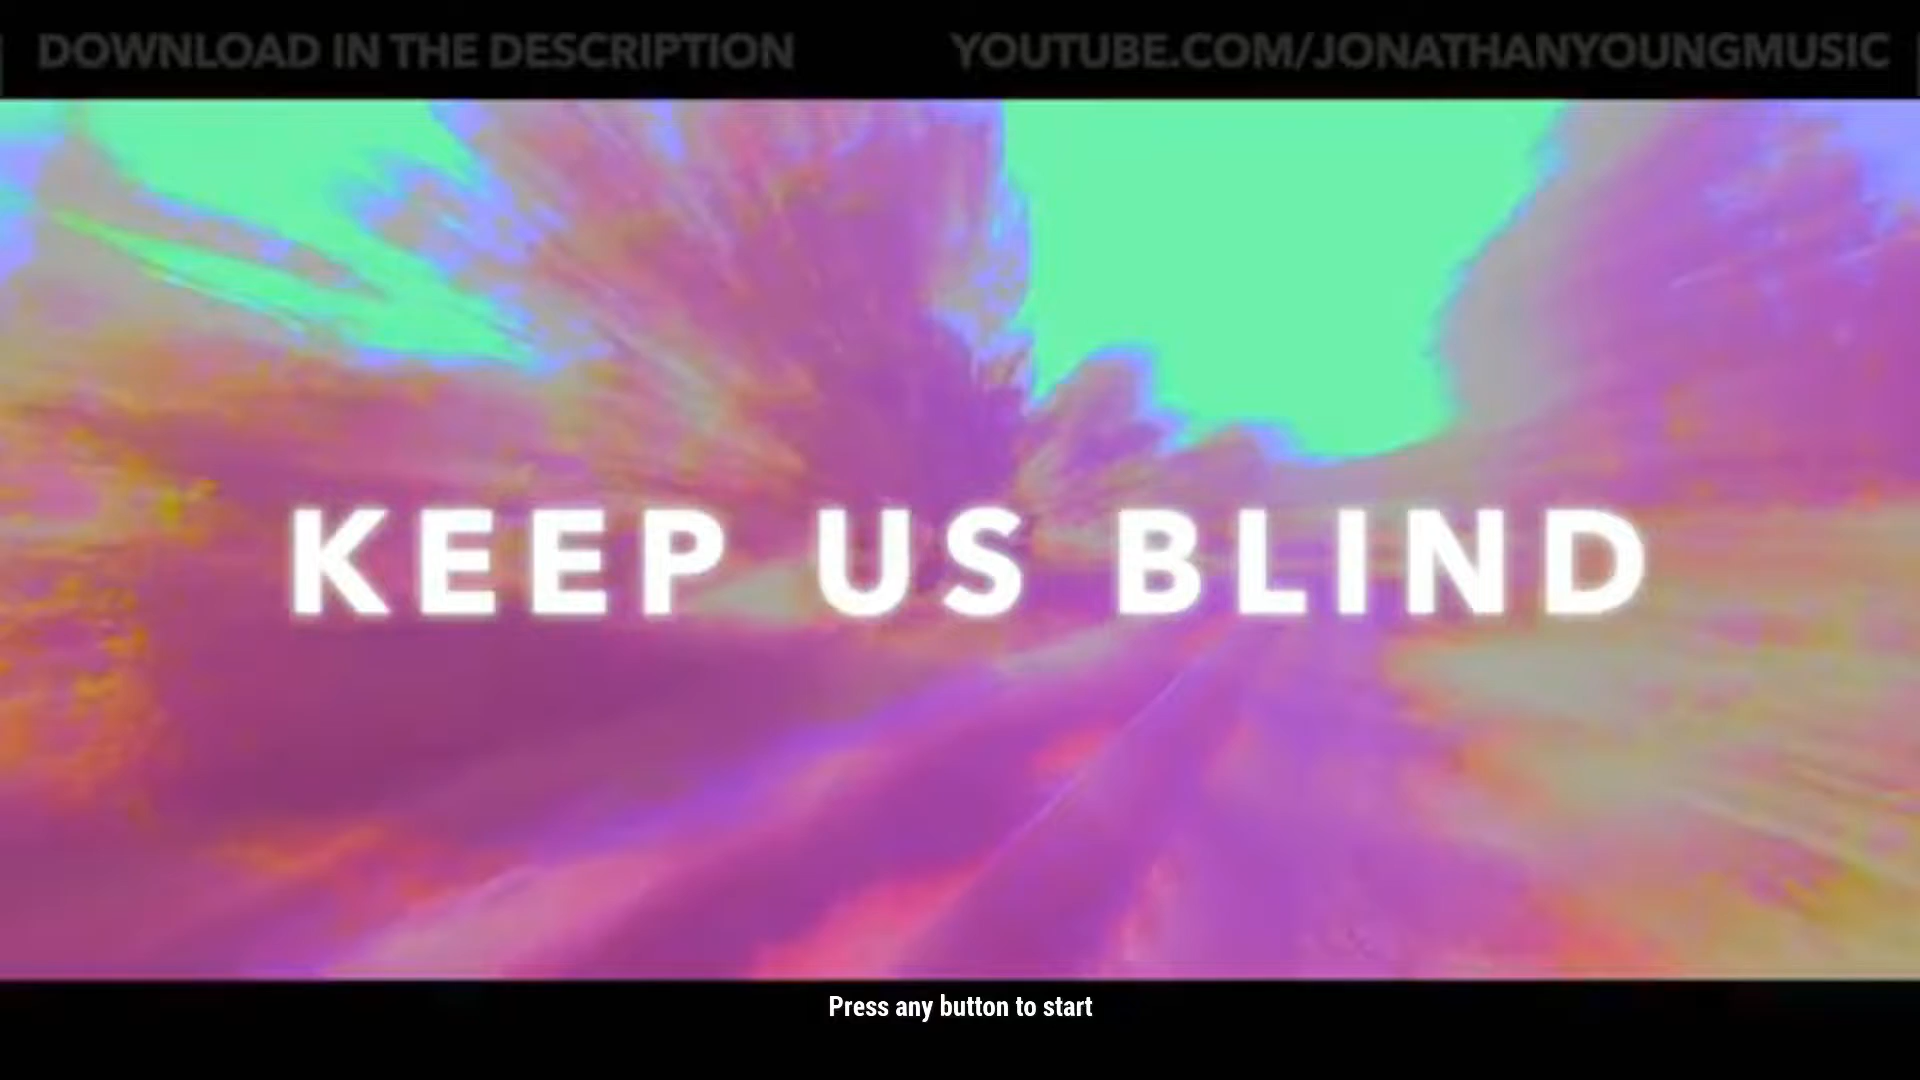 DOWNLOAD IN THE DESCRIPTION
YOUTUBE.COM/JONATHANYOUNGMUSIC
KEEP US BLIND
Press any button to start